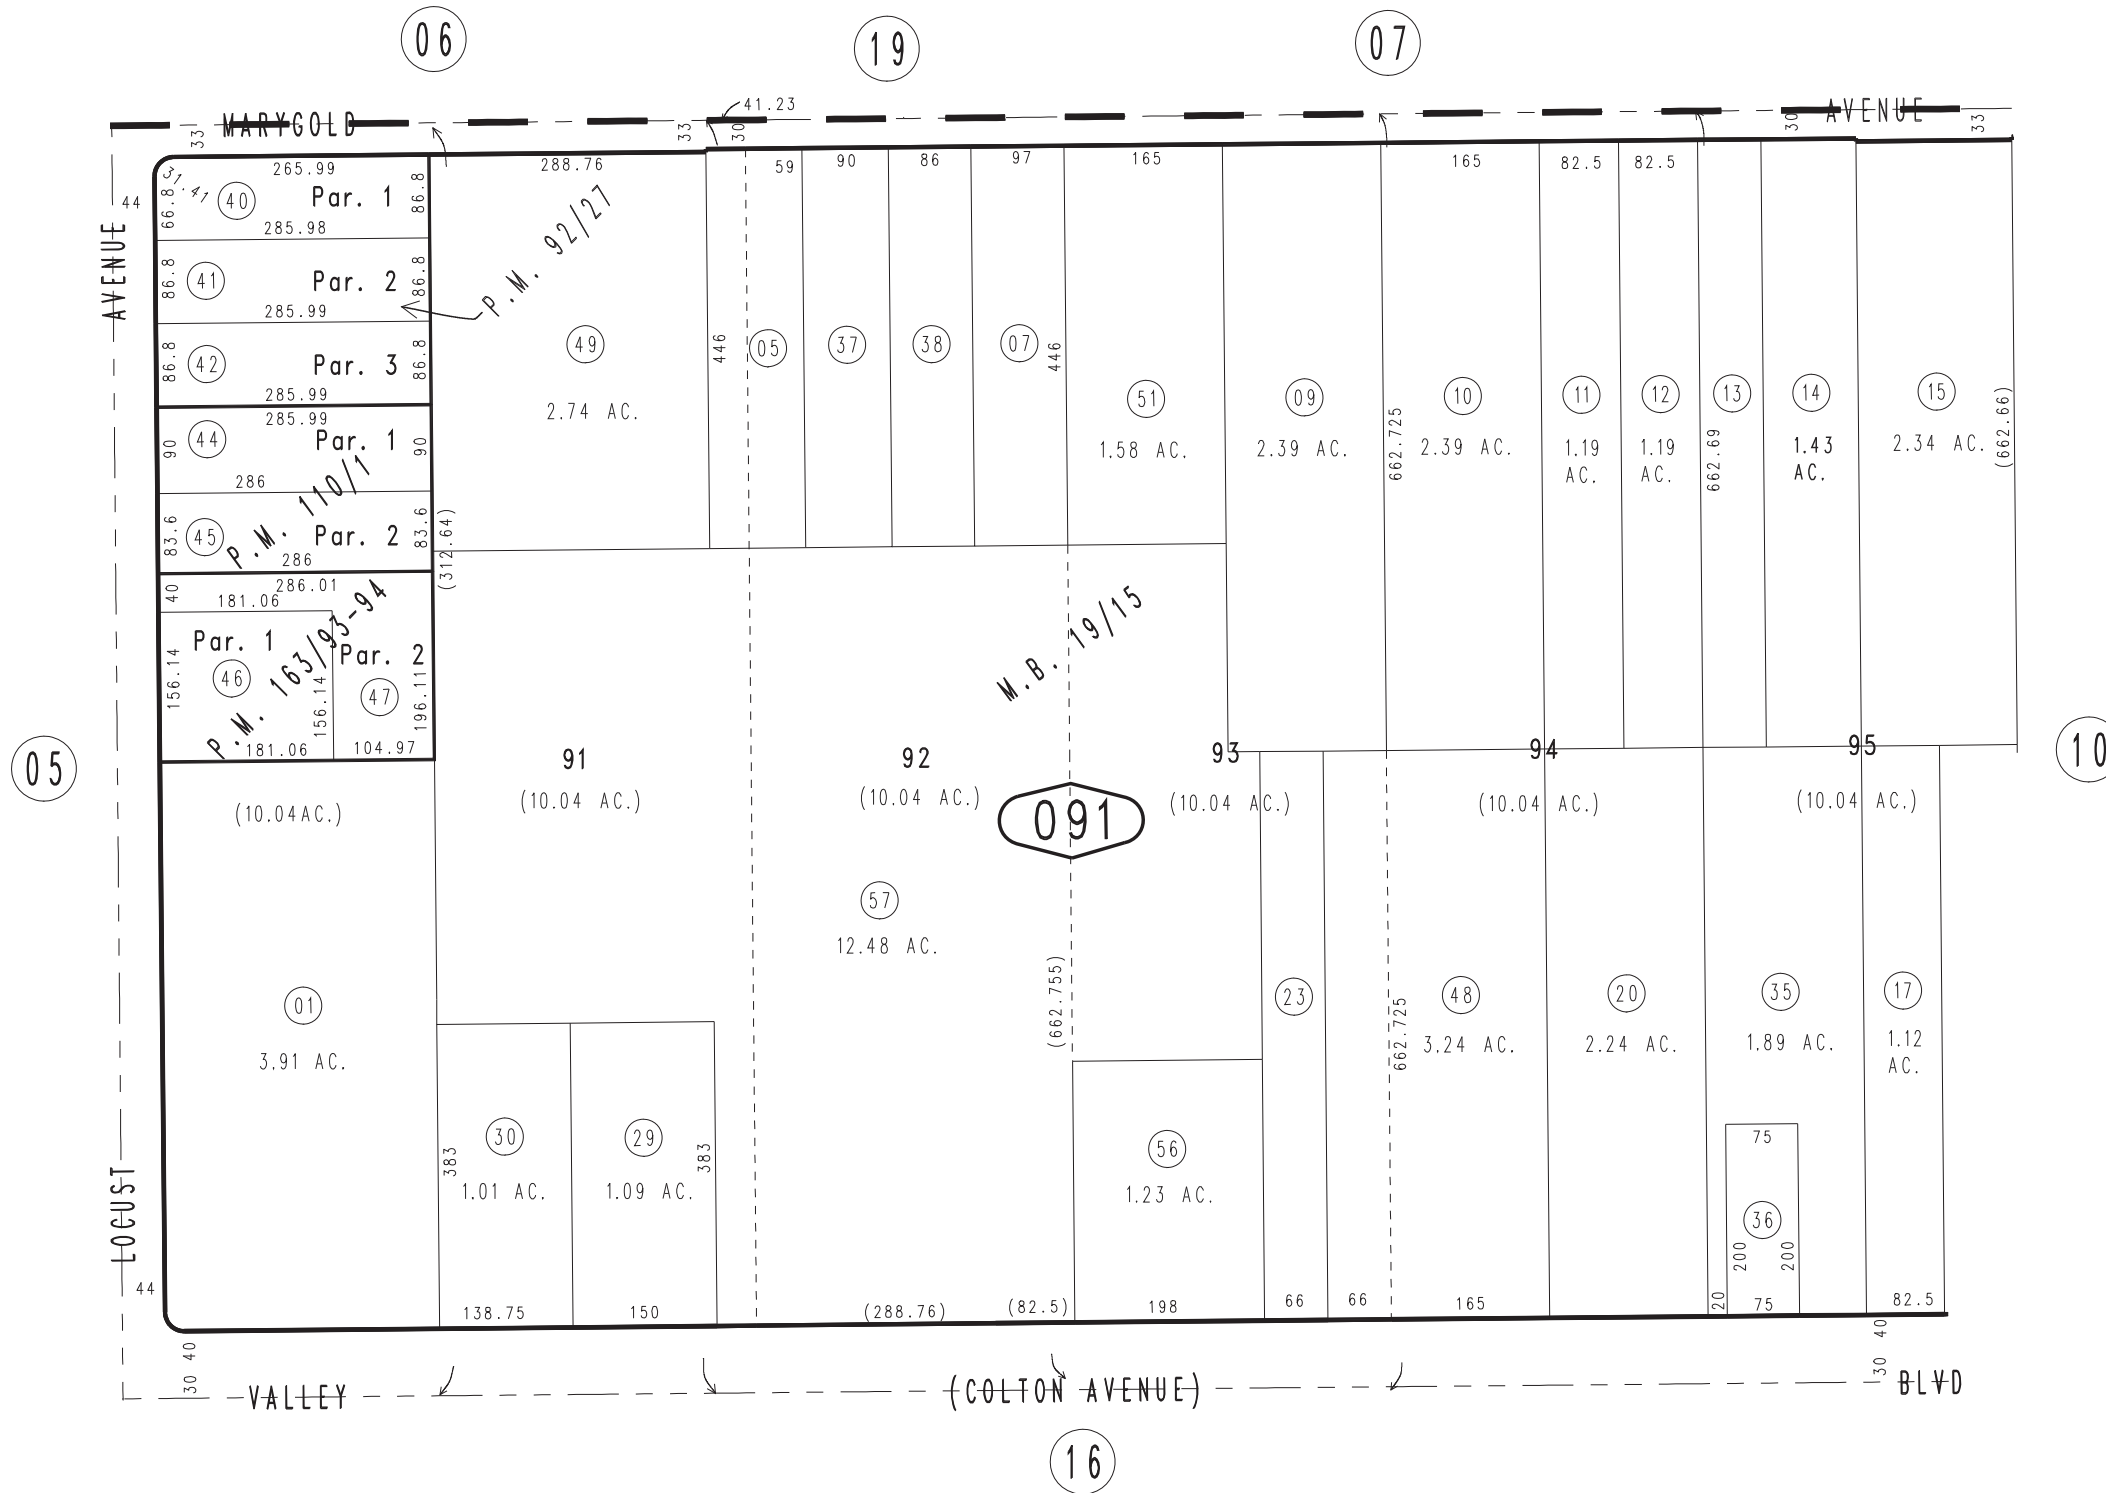 06
19
07
41.23
MARYGOLD
AVENUE
33
33
30
30
33
265.99
288.76
59
90
86
97
165
165
82.5
82.5
31.41
44
66.8
40
Par. 1
86.8
285.98
P.M. 92/27
AVENUE
86.8
41
Par. 2
86.8
285.99
86.8
42
Par. 3
86.8
285.99
49
2.74 AC.
446
05
37
38
07
446
51
1.58 AC.
09
2.39 AC.
662.725
10
2.39 AC.
11
1.19
AC.
12
1.19
AC.
13
662.69
14
1.43
AC.
15
2.34 AC.
(662.66)
285.99
90
44
Par. 1
90
286
P.M. 110/1
83.6
45
Par. 2
83.6
286
(312.64)
40
286.01
181.06
Par. 1
156.14
46
P.M. 163/93-94
156.14
Par. 2
47
196.11
181.06
104.97
M.B. 19/15
05
10
91
92
93
94
95
(10.04AC.)
(10.04 AC.)
(10.04 AC.)
091
(10.04 AC.)
(10.04 AC.)
(10.04 AC.)
57
12.48 AC.
(662.755)
01
3.91 AC.
23
662.725
48
3.24 AC.
20
2.24 AC.
35
1.89 AC.
17
1.12
AC.
383
30
1.01 AC.
29
1.09 AC.
383
56
1.23 AC.
75
36
200
200
LOCUST
44
138.75
150
(288.76)
(82.5)
198
66
66
165
20
75
82.5
30 40
30 40
VALLEY
(COLTON AVENUE)
BLVD
16